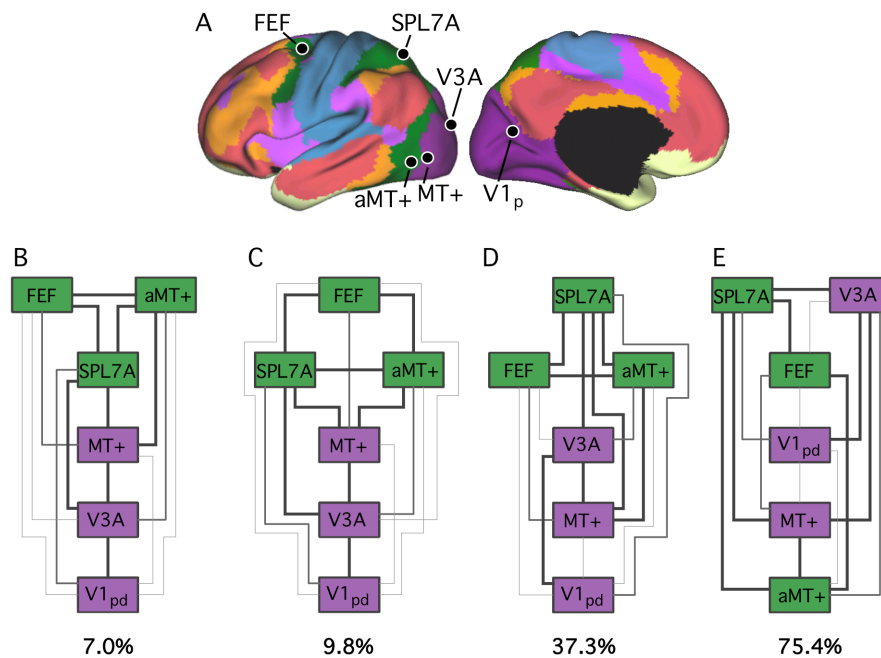 A
FEF
SPL7A
V3A
aMT+
MT+
V1p
B
FEF
aMT+
SPL7A
MT+
V3A
V1pd
7.0%
C
FEF
SPL7A
aMT+
MT+
V3A
V1pd
9.8%
D
SPL7A
FEF
aMT+
V3A
MT+
V1pd
37.3%
E
SPL7A
V3A
FEF
V1pd
MT+
aMT+
75.4%